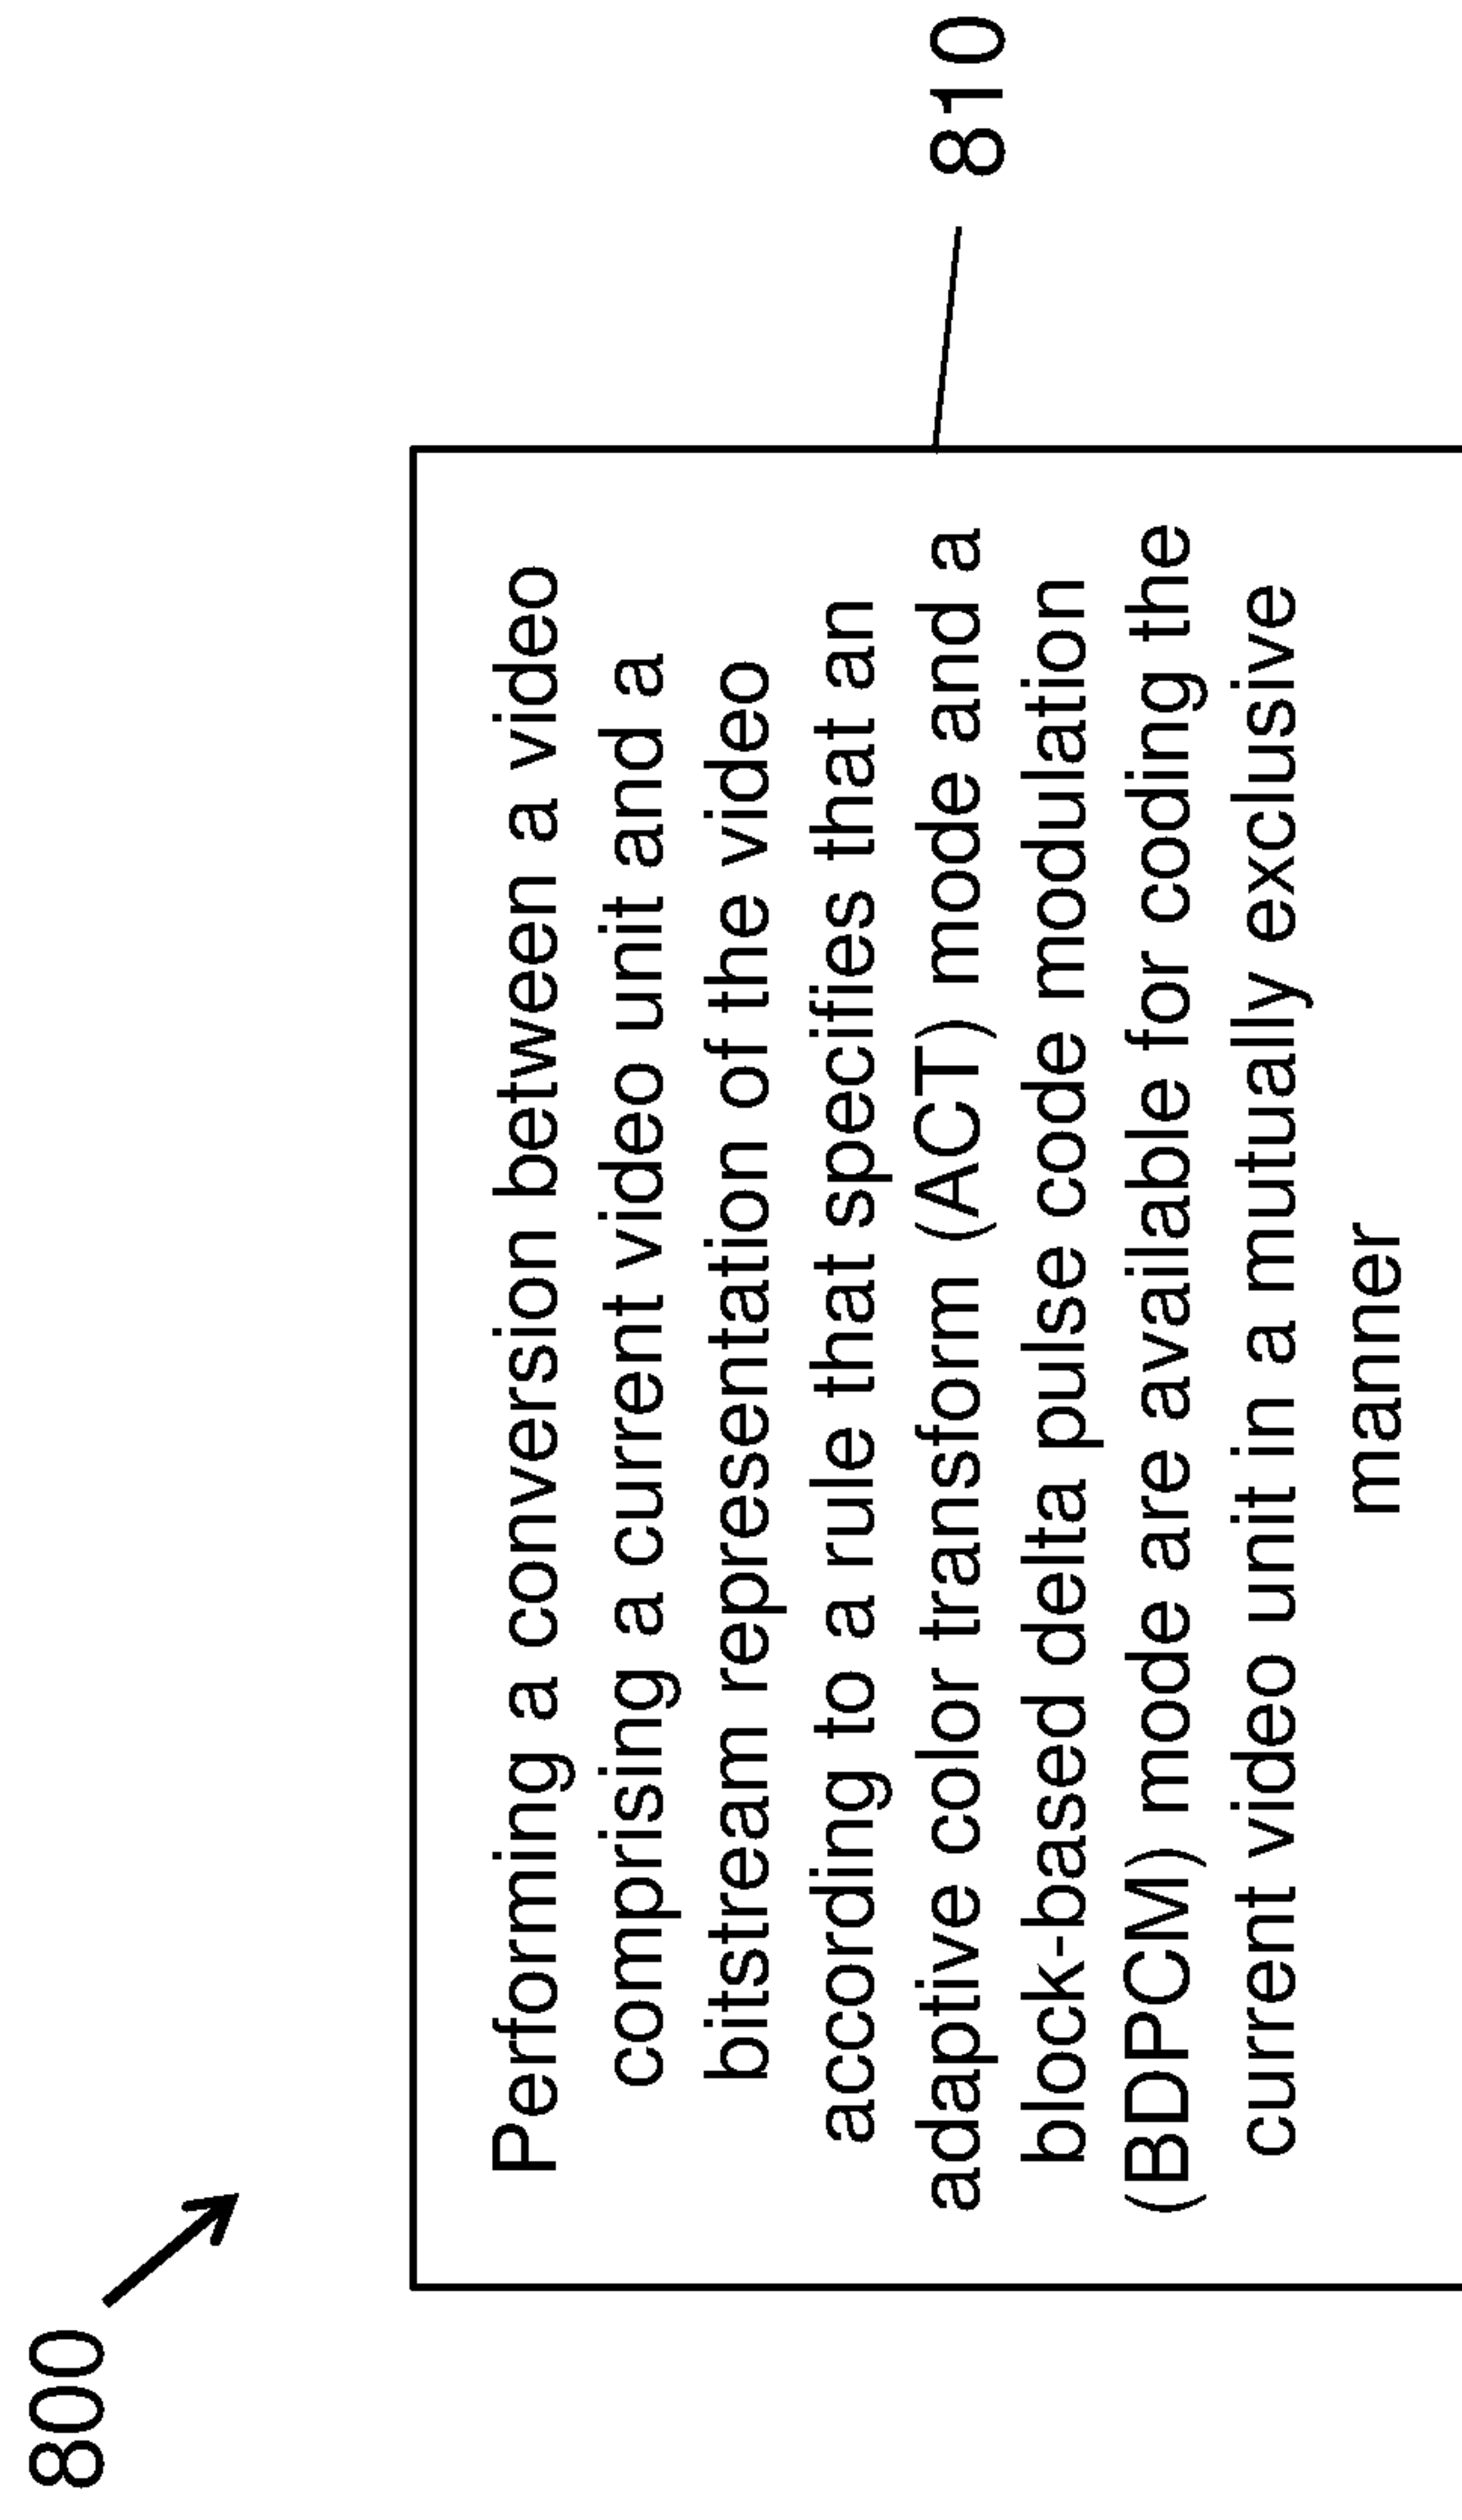 800
Performing a conversion between a video
comprising a current video unit and a
bitstream representation of the video
according to a rule that specifies that an
adaptive color transform (ACT) mode and a
block-based delta pulse code modulation
(BDPCM) mode are available for coding the
current video unit in a mutually exclusive
manner
810